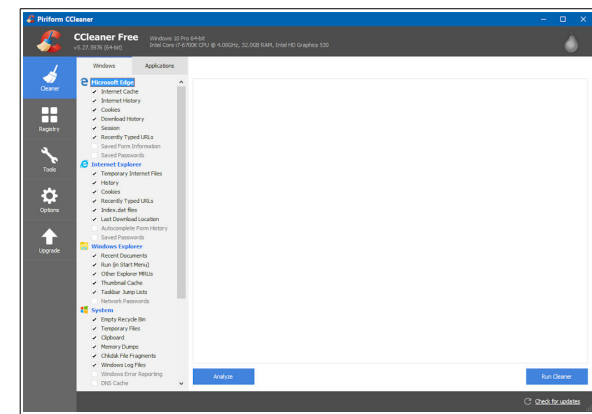 Piriform CCleaner
CCleaner Free
v5.27.5976 (64-bit)
Windows 10 Pro 64-bit
Intel Core i7-6700K CPU @ 4.00GHz, 32.0GB RAM, Intel HD Graphics 530
Cleaner
Registry
Tools
Options
Upgrade
Windows
Applications
Microsoft Edge
Internet Cache
Internet History
Cookies
Download History
Session
Recently Typed URLs
Saved Form Information
Saved Passwords
Internet Explorer
Temporary Internet Files
History
Cookies
Recently Typed URLs
Index.dat files
Last Download Location
Autocomplete Form History
Saved Passwords
Windows Explorer
Recent Documents
Run (in Start Menu)
Other Explorer MRUs
Thumbnail Cache
Taskbar Jump Lists
Network Passwords
System
Empty Recycle Bin
Temporary Files
Clipboard
Memory Dumps
Chkdsk File Fragments
Windows Log Files
Windows Error Reporting
DNS Cache
Analyze
Run Cleaner
Check for updates